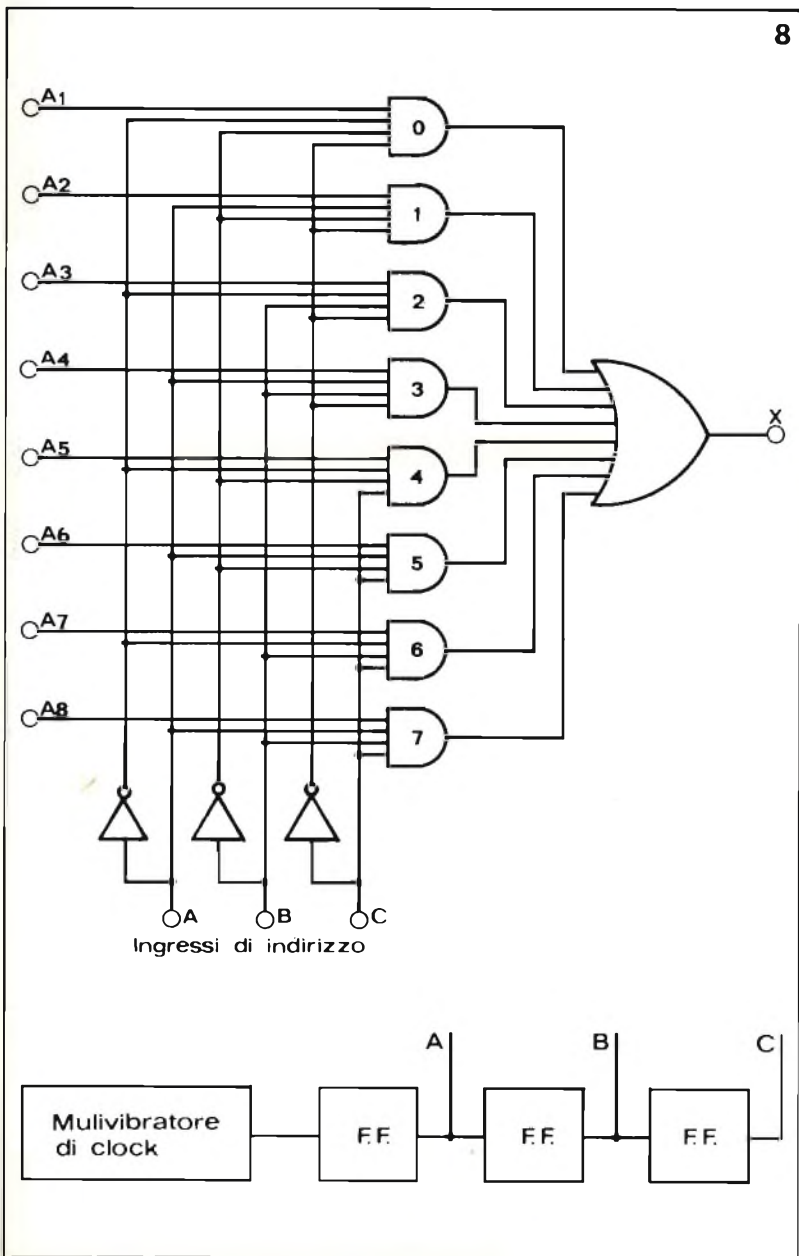 8
A1
0
A2
1
A3
2
A4
3
X
A5
4
A6
5
A7
6
A8
7
A B C
Ingressi di indirizzo
A B C
Mulivibratore
di clock
F.F. F.F. F.F.